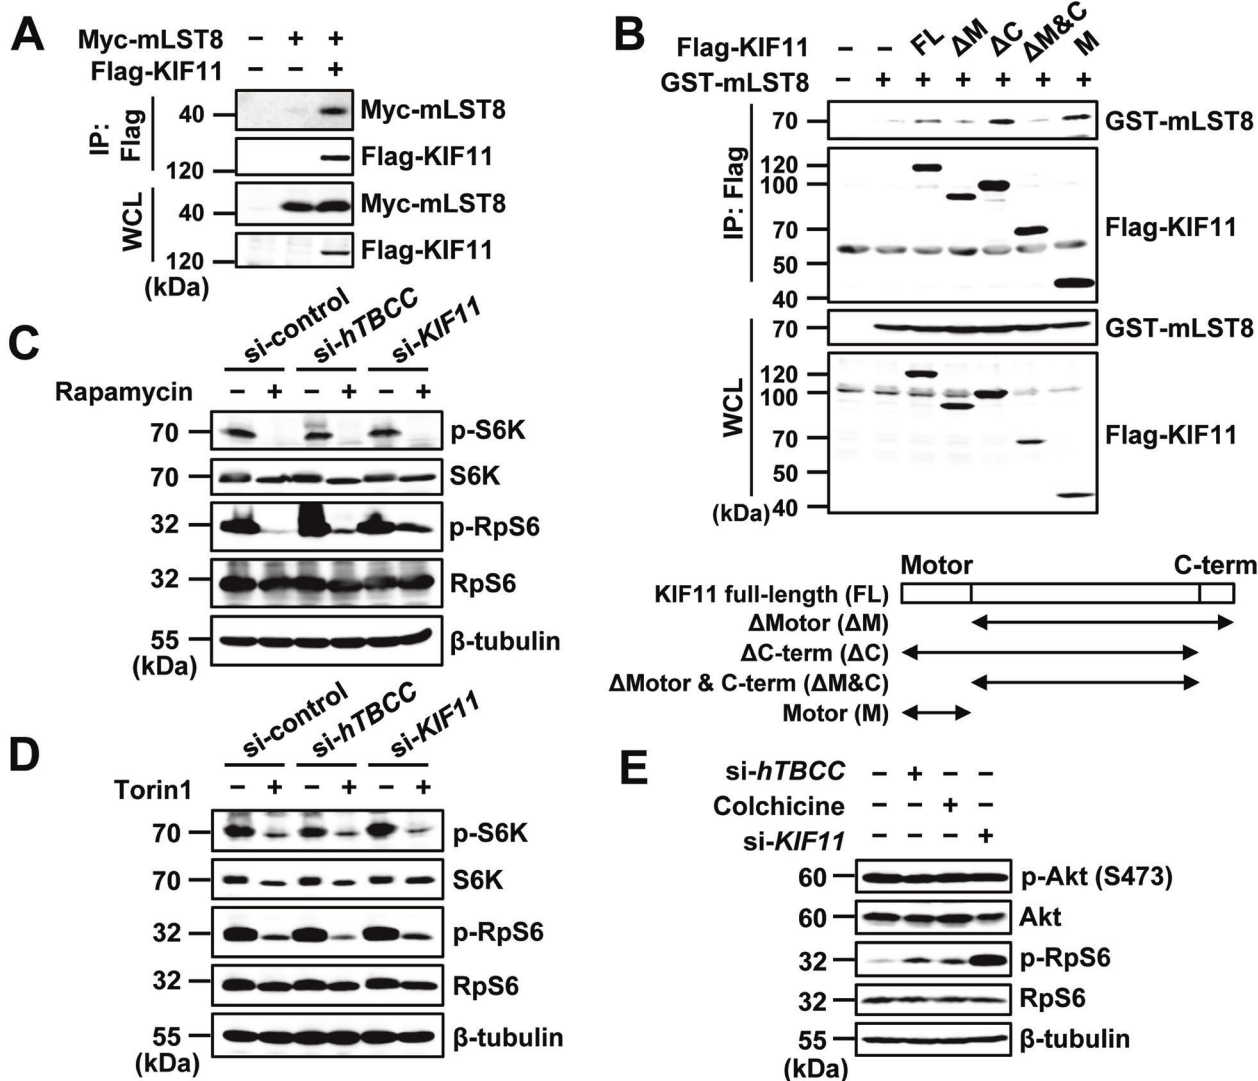 A
Myc-mLST8 – + +
Flag-KIF11 – – +
IP: Flag
40 Myc-mLST8
120 Flag-KIF11
WCL
40 Myc-mLST8
120 Flag-KIF11
(kDa)
B
Flag-KIF11 – – FL ΔM ΔC ΔM&C M
GST-mLST8 – + + + + + +
IP: Flag
70 GST-mLST8
120
100
70 Flag-KIF11
50
40
WCL
70 GST-mLST8
120
100
70 Flag-KIF11
50
40
(kDa)
Motor C-term
KIF11 full-length (FL)
ΔMotor (ΔM)
ΔC-term (ΔC)
ΔMotor & C-term (ΔM&C)
Motor (M)
C
si-control si-hTBCC si-KIF11
Rapamycin – + – + – +
70 p-S6K
70 S6K
32 p-RpS6
32 RpS6
55 β-tubulin
(kDa)
D
si-control si-hTBCC si-KIF11
Torin1 – + – + – +
70 p-S6K
70 S6K
32 p-RpS6
32 RpS6
55 β-tubulin
(kDa)
E
si-hTBCC – + – –
Colchicine – – + –
si-KIF11 – – – +
60 p-Akt (S473)
60 Akt
32 p-RpS6
32 RpS6
55 β-tubulin
(kDa)